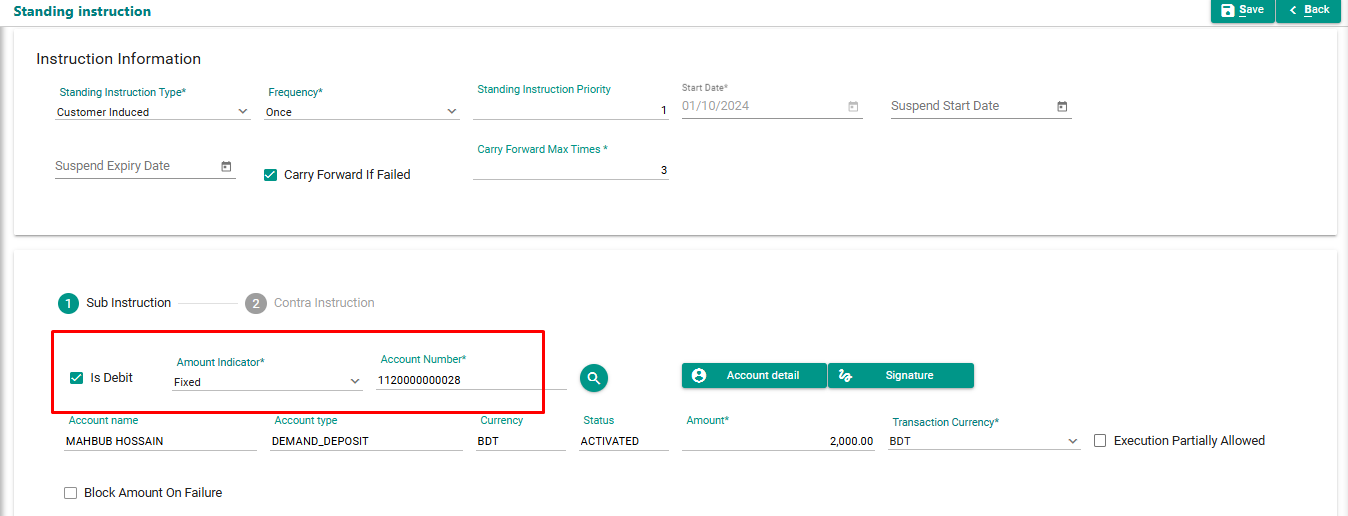 Standing instruction
Save
Back
Instruction Information
Standing Instruction Type*
Customer Induced
Frequency*
Once
Standing Instruction Priority
1
Start Date*
01/10/2024
Suspend Start Date
Suspend Expiry Date
Carry Forward If Failed
Carry Forward Max Times *
3
1 Sub Instruction
2 Contra Instruction
Is Debit
Amount Indicator*
Fixed
Account Number*
1120000000028
Account detail
Signature
Account name
MAHBUB HOSSAIN
Account type
DEMAND_DEPOSIT
Currency
BDT
Status
ACTIVATED
Amount*
2,000.00
Transaction Currency*
BDT
Execution Partially Allowed
Block Amount On Failure